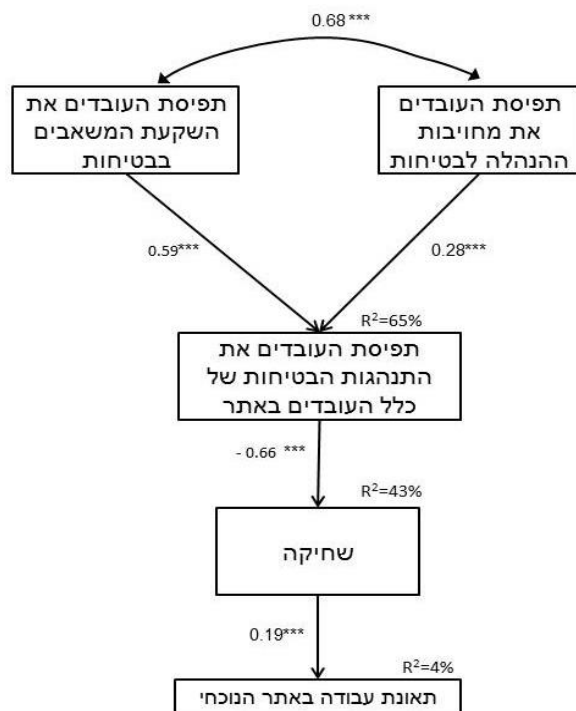 0.68 ***
תפיסת העובדים את
השקעת המשאבים
בבטיחות
תפיסת העובדים
את מחויבות
ההנהלה לבטיחות
0.59***
0.28***
R²=65%
תפיסת העובדים את
התנהגות הבטיחות של
כלל העובדים באתר
- 0.66 ***
R²=43%
שחיקה
0.19***
R²=4%
תאונת עבודה באתר הנוכחי